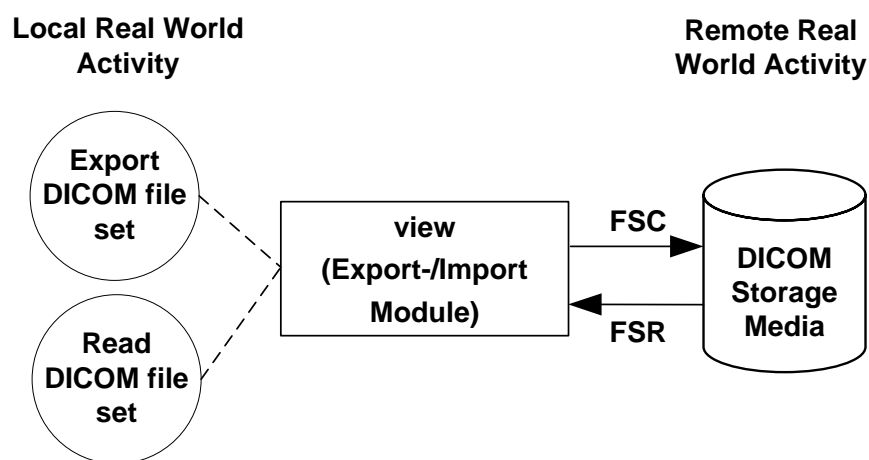 Local Real World
Activity
Remote Real
World Activity
Export
DICOM file
set
Read
DICOM file
set
view
(Export-/Import
Module)
FSC
FSR
DICOM
Storage
Media